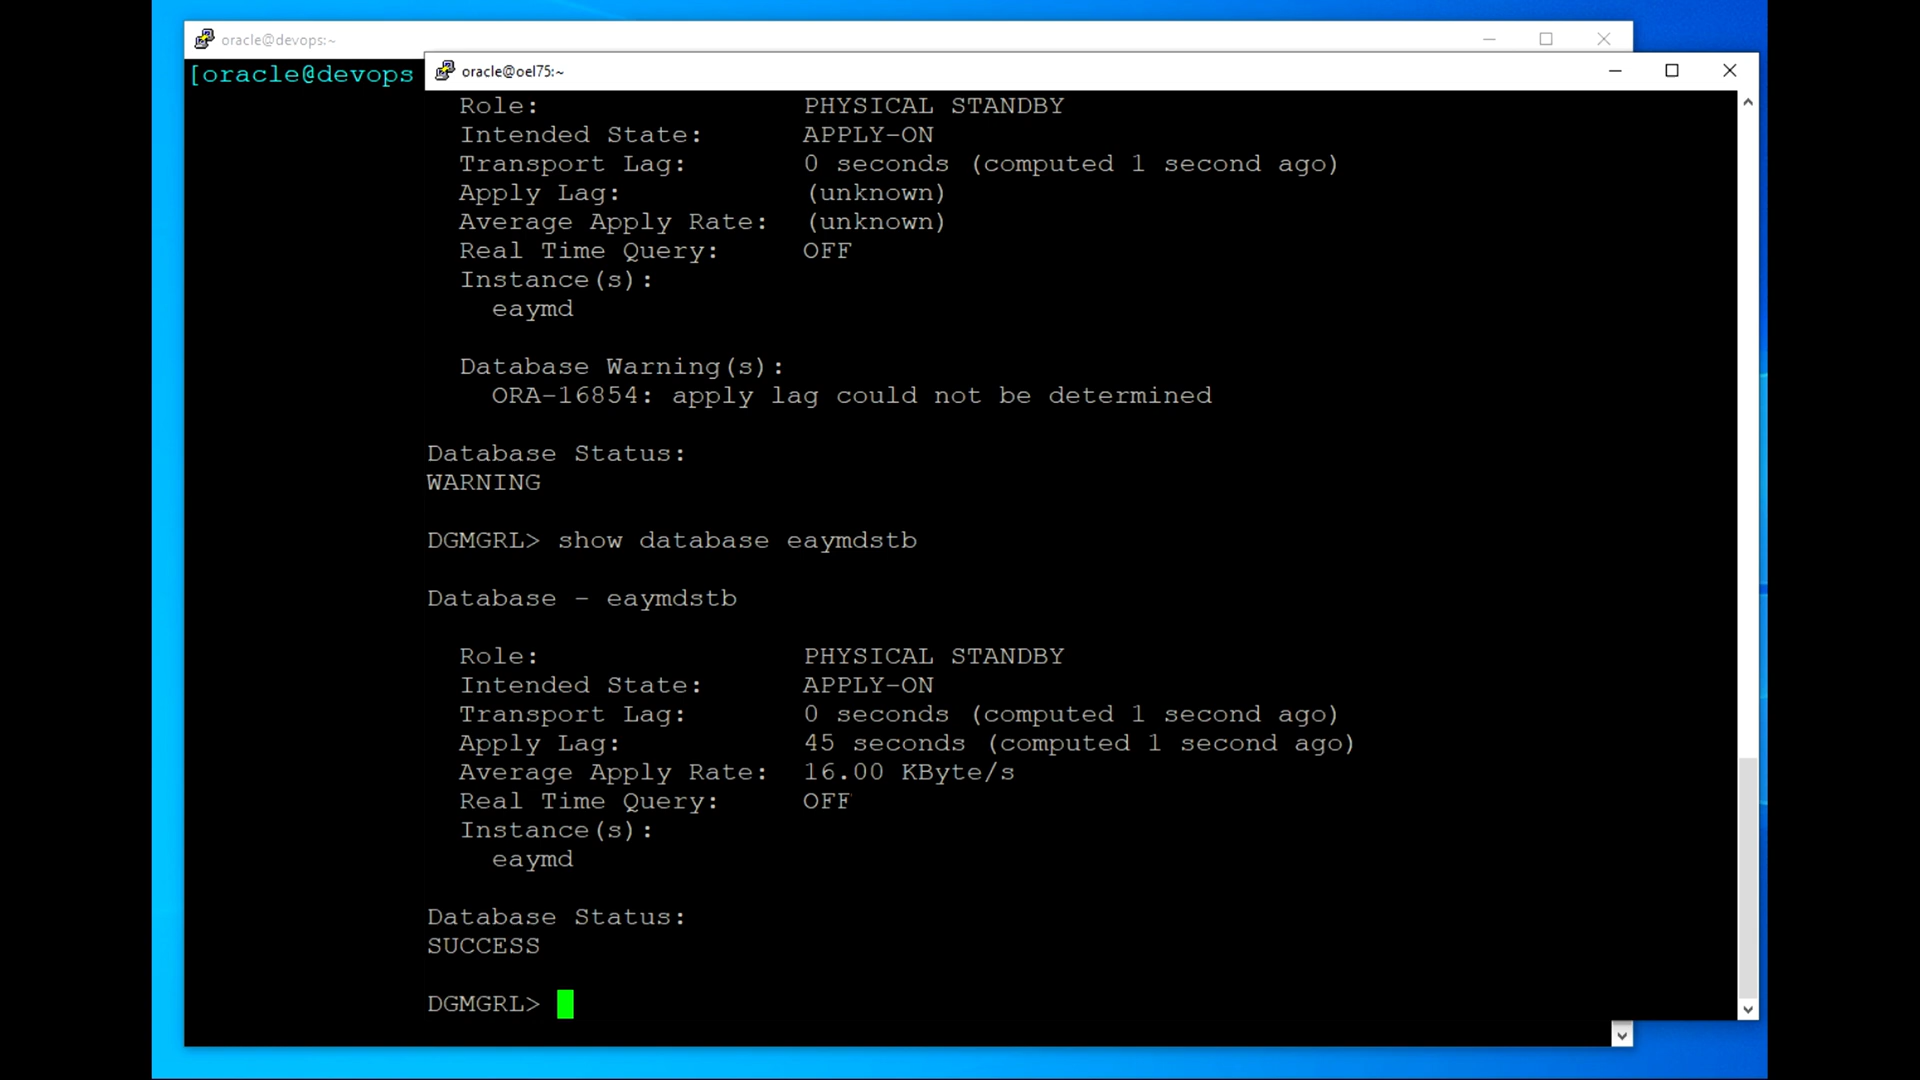 oracle@devops:~
[oracle@devops
oracle@oel75:~
Role: PHYSICAL STANDBY
Intended State: APPLY-ON
Transport Lag: 0 seconds (computed 1 second ago)
Apply Lag: (unknown)
Average Apply Rate: (unknown)
Real Time Query: OFF
Instance(s):
eaymd
Database Warning(s):
ORA-16854: apply lag could not be determined
Database Status:
WARNING
DGMGRL> show database eaymdstb
Database - eaymdstb
Role: PHYSICAL STANDBY
Intended State: APPLY-ON
Transport Lag: 0 seconds (computed 1 second ago)
Apply Lag: 45 seconds (computed 1 second ago)
Average Apply Rate: 16.00 KByte/s
Real Time Query: OFF
Instance(s):
eaymd
Database Status:
SUCCESS
DGMGRL>